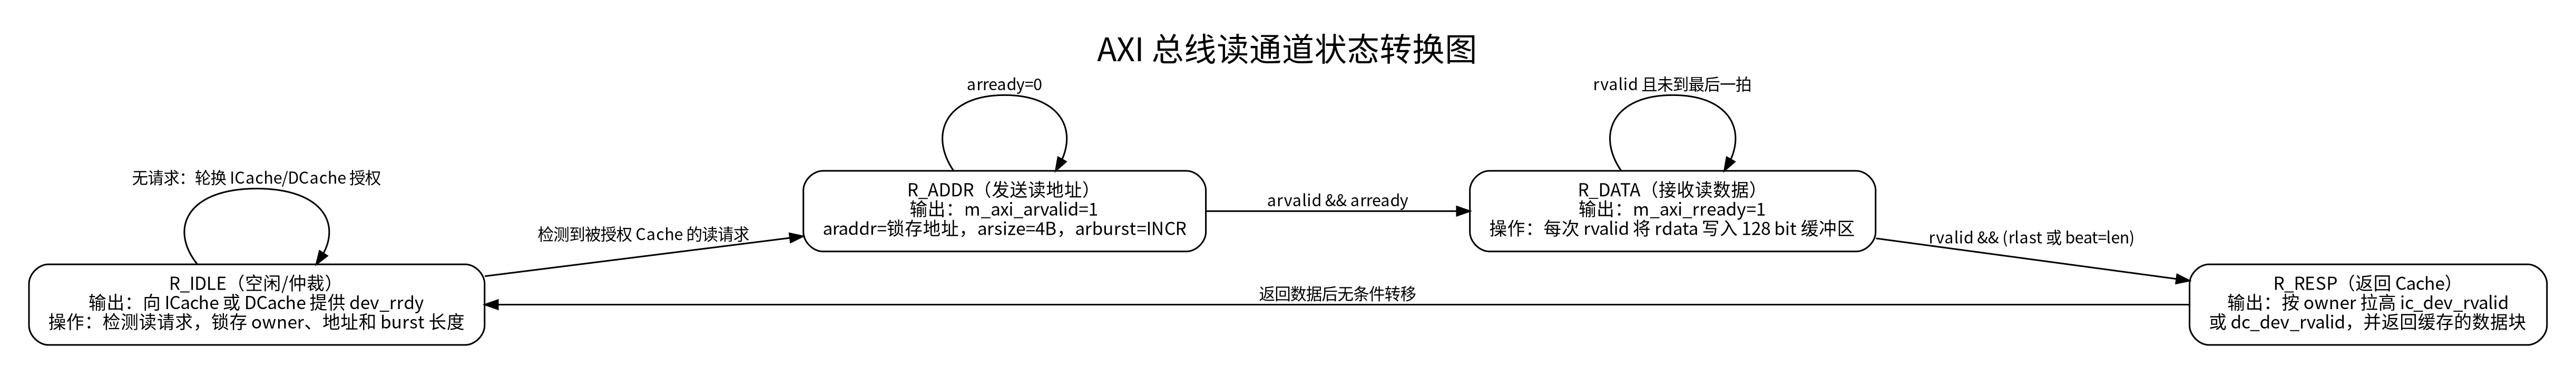 AXI 总线读通道状态转换图
arready=0
rvalid 且未到最后一拍
无请求：轮换 ICache/DCache 授权
R_ADDR（发送读地址）
输出：m_axi_arvalid=1
araddr=锁存地址，arsize=4B，arburst=INCR
R_DATA（接收读数据）
输出：m_axi_rready=1
操作：每次 rvalid 将 rdata 写入 128 bit 缓冲区
arvalid && arready
检测到被授权 Cache 的读请求
rvalid && (rlast 或 beat=len)
R_IDLE（空闲/仲裁）
输出：向 ICache 或 DCache 提供 dev_rrdy
操作：检测读请求，锁存 owner、地址和 burst 长度
返回数据后无条件转移
R_RESP（返回 Cache）
输出：按 owner 拉高 ic_dev_rvalid
或 dc_dev_rvalid，并返回缓存的数据块